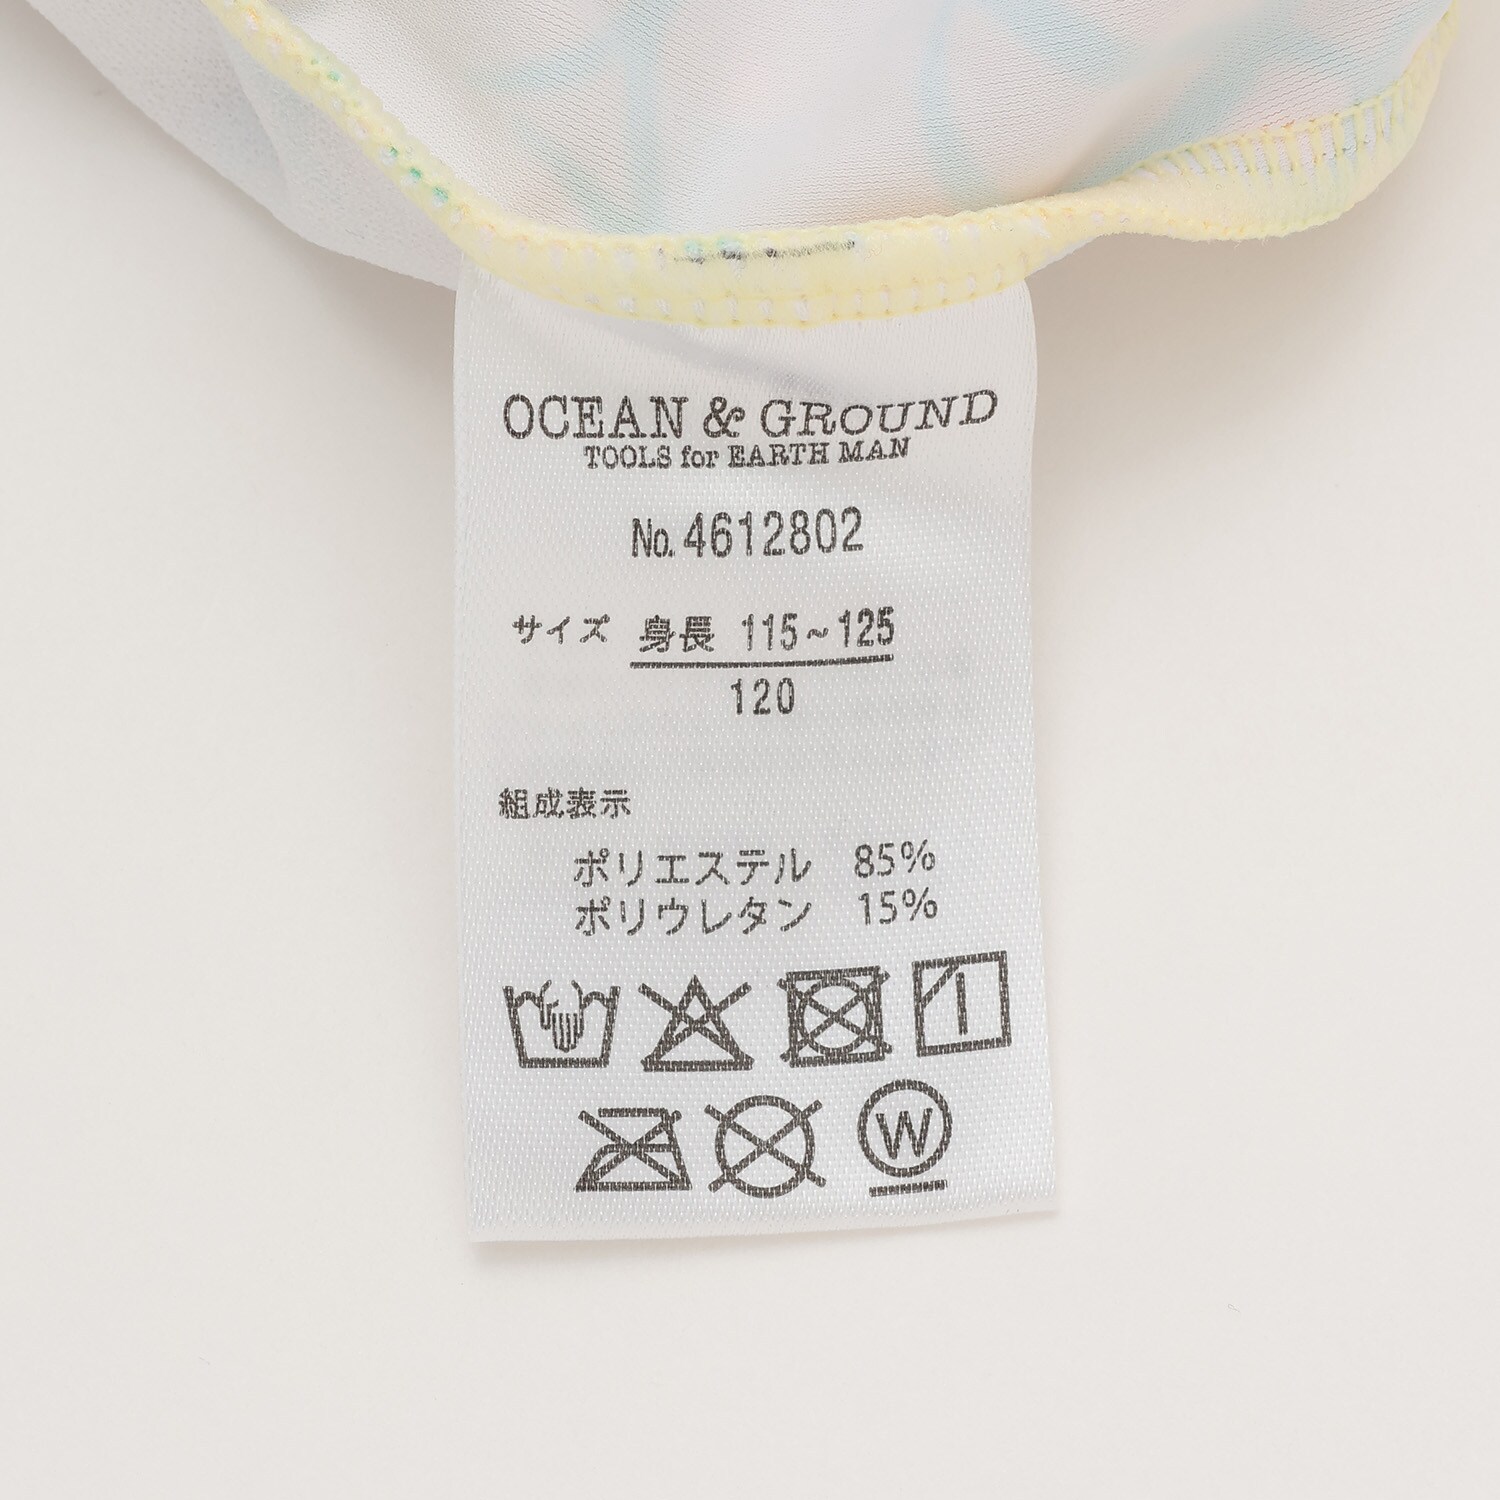 OCEAN & GROUND
TOOLS for EARTH MAN
No.4612802
サイズ 身長 115~125
120
組成表示
ポリエステル 85%
ポリウレタン 15%
W